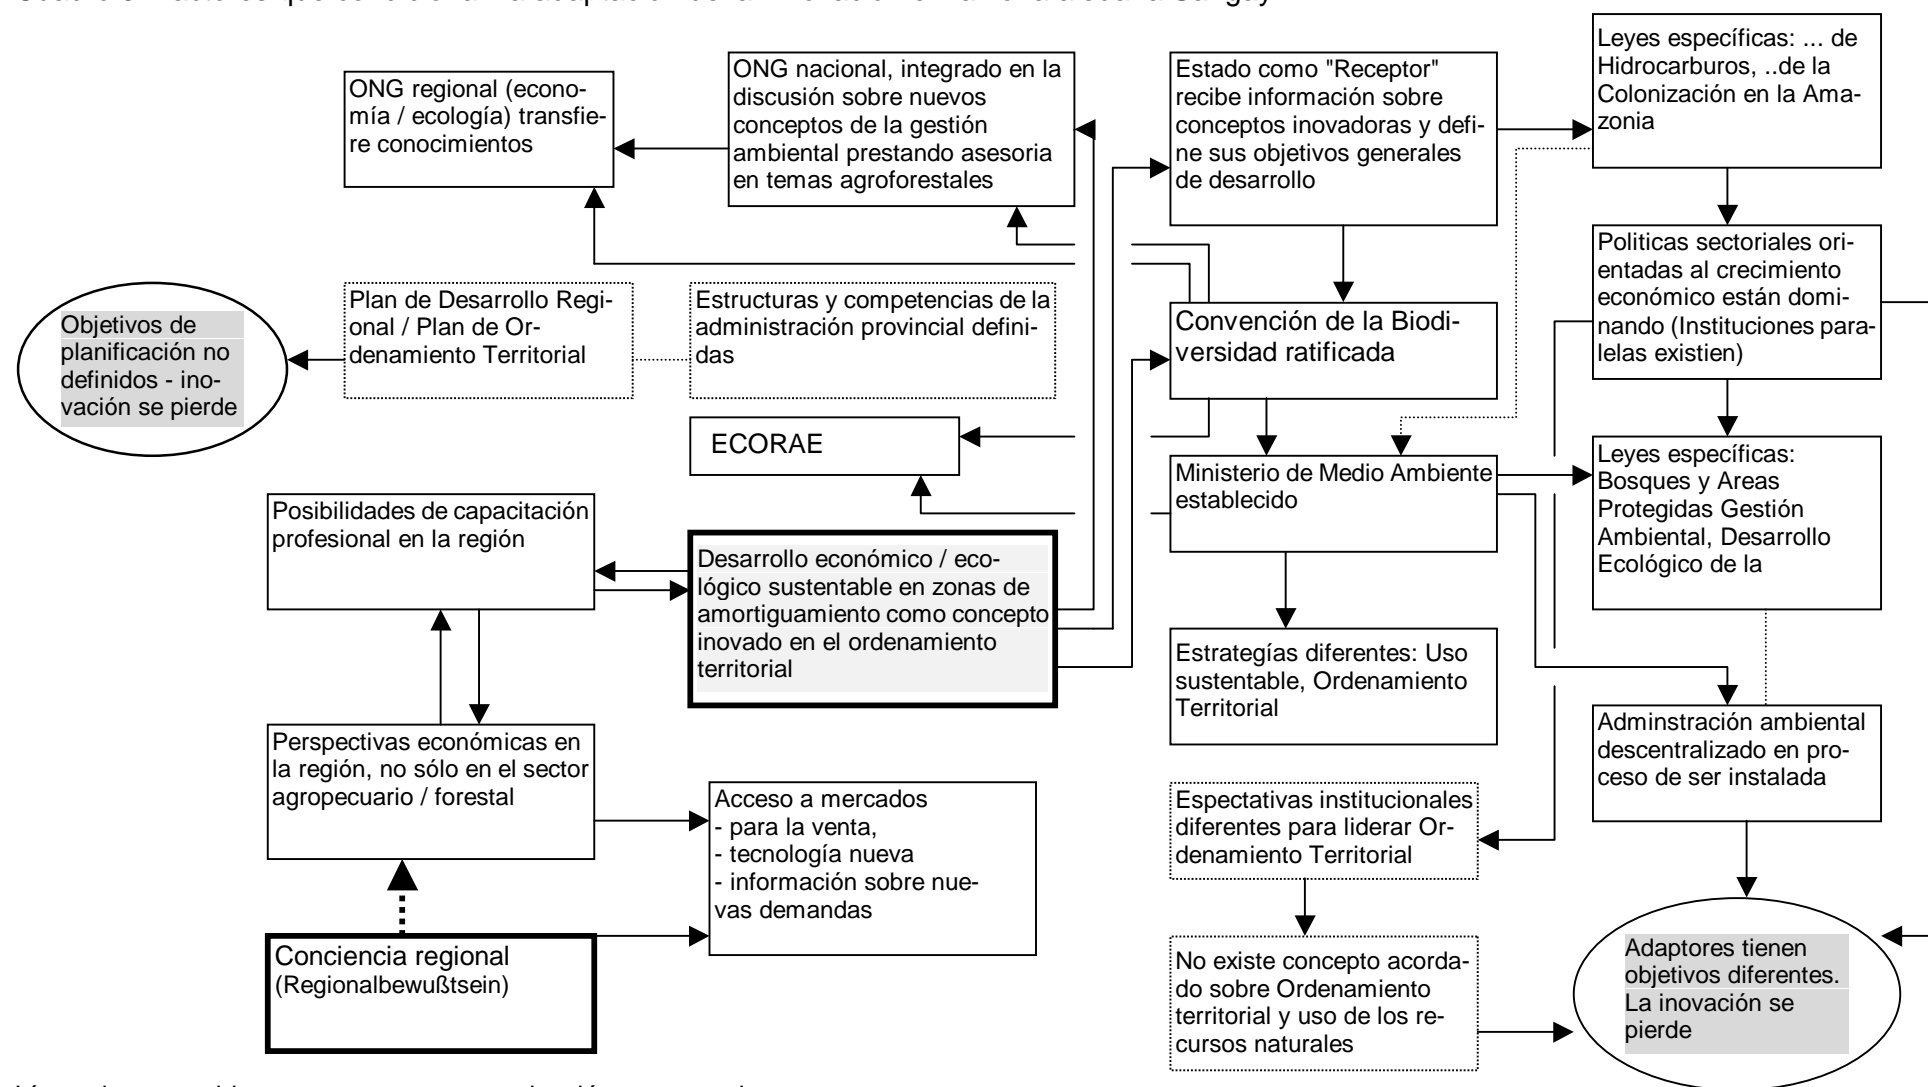 ONG regional (econo-
mía / ecología) transfie-
re conocimientos
ONG nacional, integrado en la
discusión sobre nuevos
conceptos de la gestión
ambiental prestando asesoria
en temas agroforestales
Estado como "Receptor"
recibe información sobre
conceptos inovadoras y defi-
ne sus objetivos generales
de desarrollo
Leyes específicas: ... de
Hidrocarburos, ..de la
Colonización en la Ama-
zonia
Politicas sectoriales ori-
entadas al crecimiento
económico están domi-
nando (Instituciones para-
lelas existien)
Objetivos de
planificación no
definidos - ino-
vación se pierde
Plan de Desarrollo Regi-
onal / Plan de Or-
denamiento Territorial
Estructuras y competencias de la
administración provincial defini-
das
Convención de la Biodi-
versidad ratificada
ECORAE
Ministerio de Medio Ambiente
establecido
Leyes específicas:
Bosques y Areas
Protegidas Gestión
Ambiental, Desarrollo
Ecológico de la
Posibilidades de capacitación
profesional en la región
Desarrollo económico / eco-
lógico sustentable en zonas de
amortiguamiento como concepto
inovado en el ordenamiento
territorial
Estrategías diferentes: Uso
sustentable, Ordenamiento
Territorial
Adminstración ambiental
descentralizado en pro-
ceso de ser instalada
Perspectivas económicas en
la región, no sólo en el sector
agropecuario / forestal
Acceso a mercados
- para la venta,
- tecnología nueva
- información sobre nue-
vas demandas
Espectativas institucionales
diferentes para liderar Or-
denamiento Territorial
Conciencia regional
(Regionalbewußtsein)
No existe concepto acorda-
do sobre Ordenamiento
territorial y uso de los re-
cursos naturales
Adaptores tienen
objetivos diferentes.
La inovación se
pierde